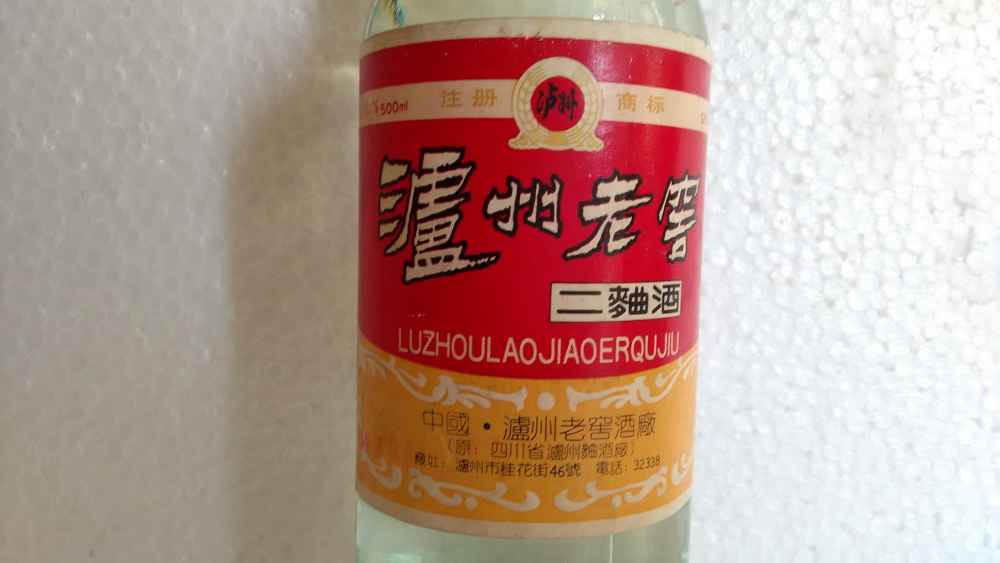 500ml 注册 泸州 商标
瀘州老窖
二麯酒
LUZHOULAOJIAOERQUJIU
中國·瀘州老窖酒廠
（原：四川省瀘州麯酒廠）
廠址：瀘州市桂花街46號 電話：32338